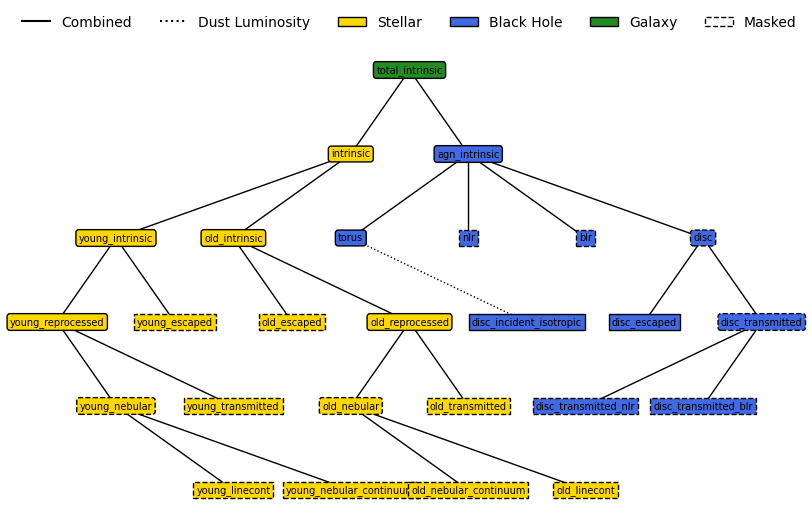 Combined Dust Luminosity Stellar Black Hole Galaxy Masked
total_intrinsic
intrinsic agn_intrinsic
young_intrinsic old_intrinsic torus nlr blr disc
young_reprocessed young_escaped old_escaped old_reprocessed disc_incident_isotropic disc_escaped disc_transmitted
young_nebular young_transmitted old_nebular old_transmitted disc_transmitted_nlr disc_transmitted_blr
young_linecont young_nebular_continuum old_nebular_continuum old_linecont